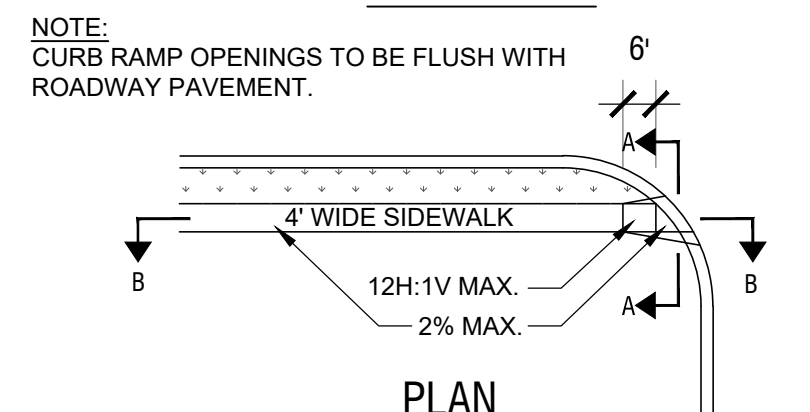 NOTE:
CURB RAMP OPENINGS TO BE FLUSH WITH
ROADWAY PAVEMENT.
6'
A
4' WIDE SIDEWALK
B
B
12H:1V MAX.
A
2% MAX.
PLAN